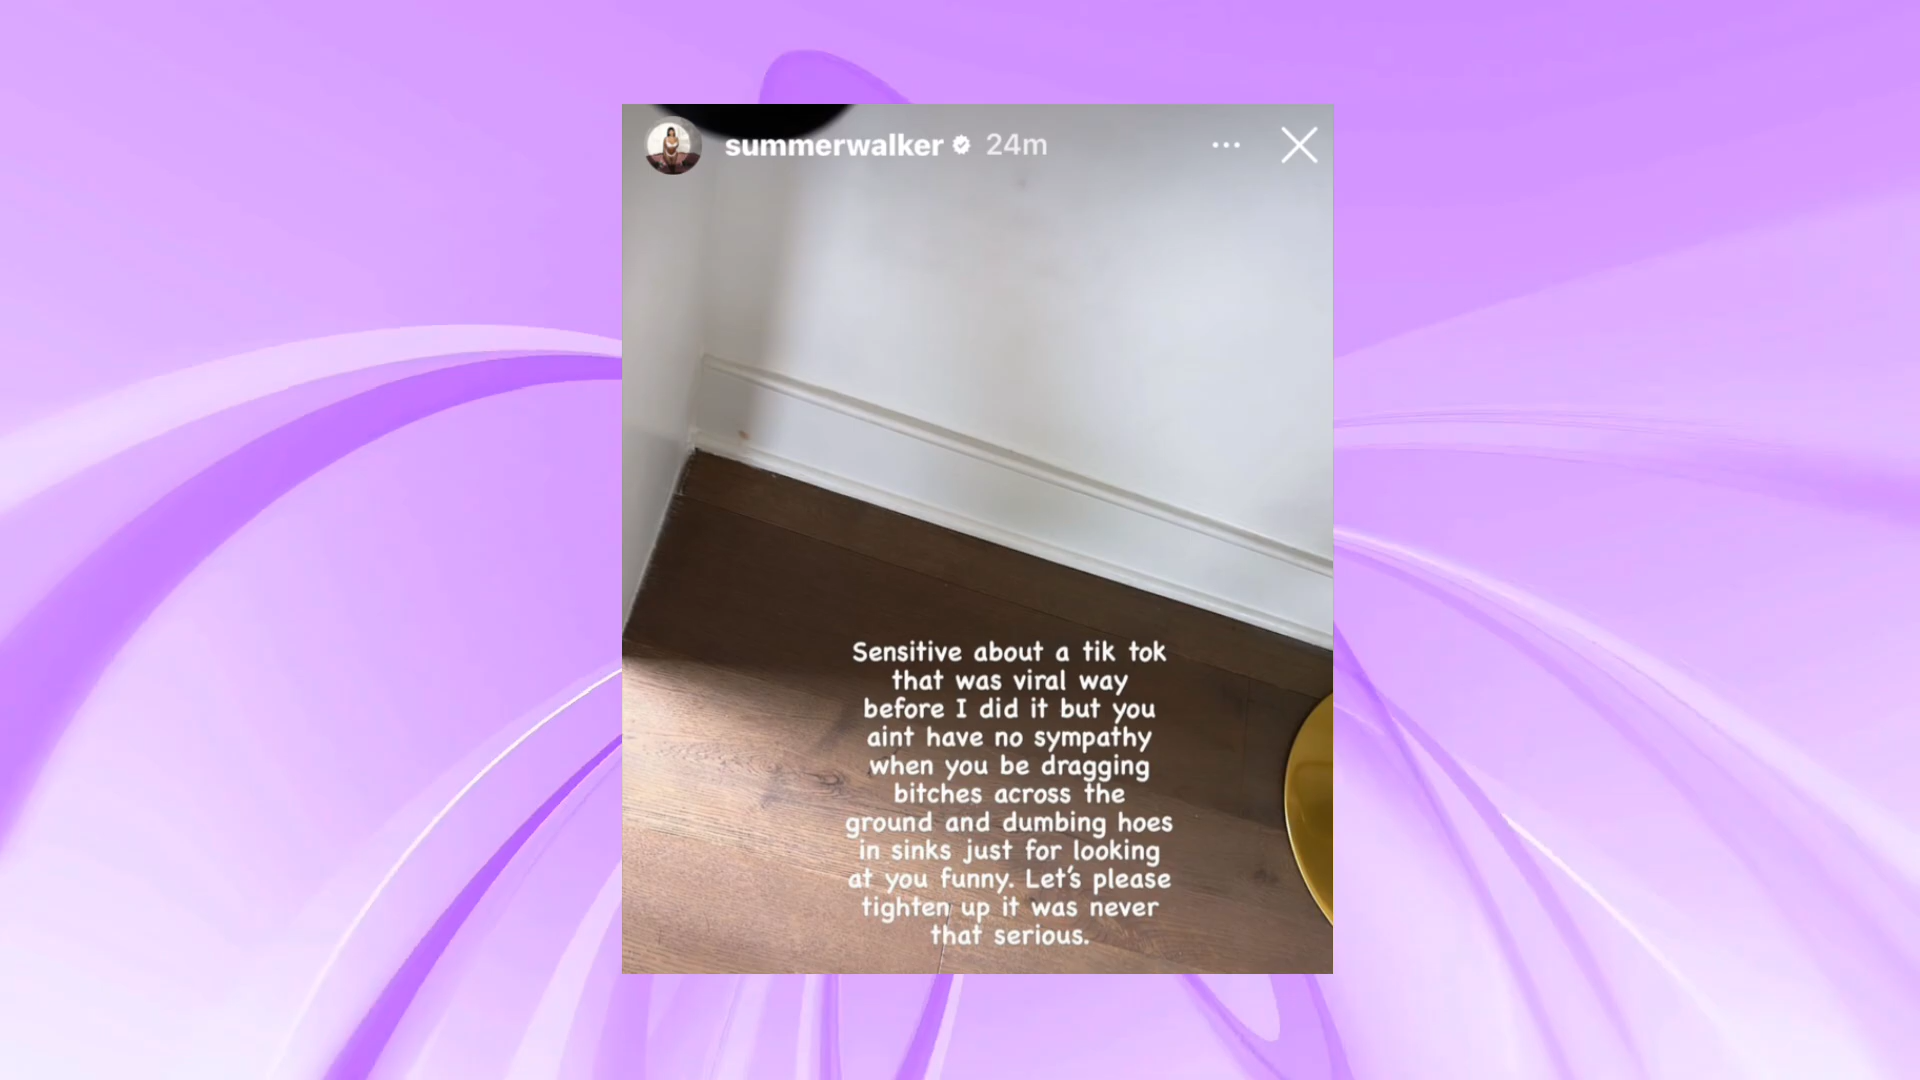 summerwalker 24m
Sensitive about a tik tok
that was viral way
before I did it but you
aint have no sympathy
when you be dragging
bitches across the
ground and dumbing hoes
in sinks just for looking
at you funny. Let's please
tighten up it was never
that serious.